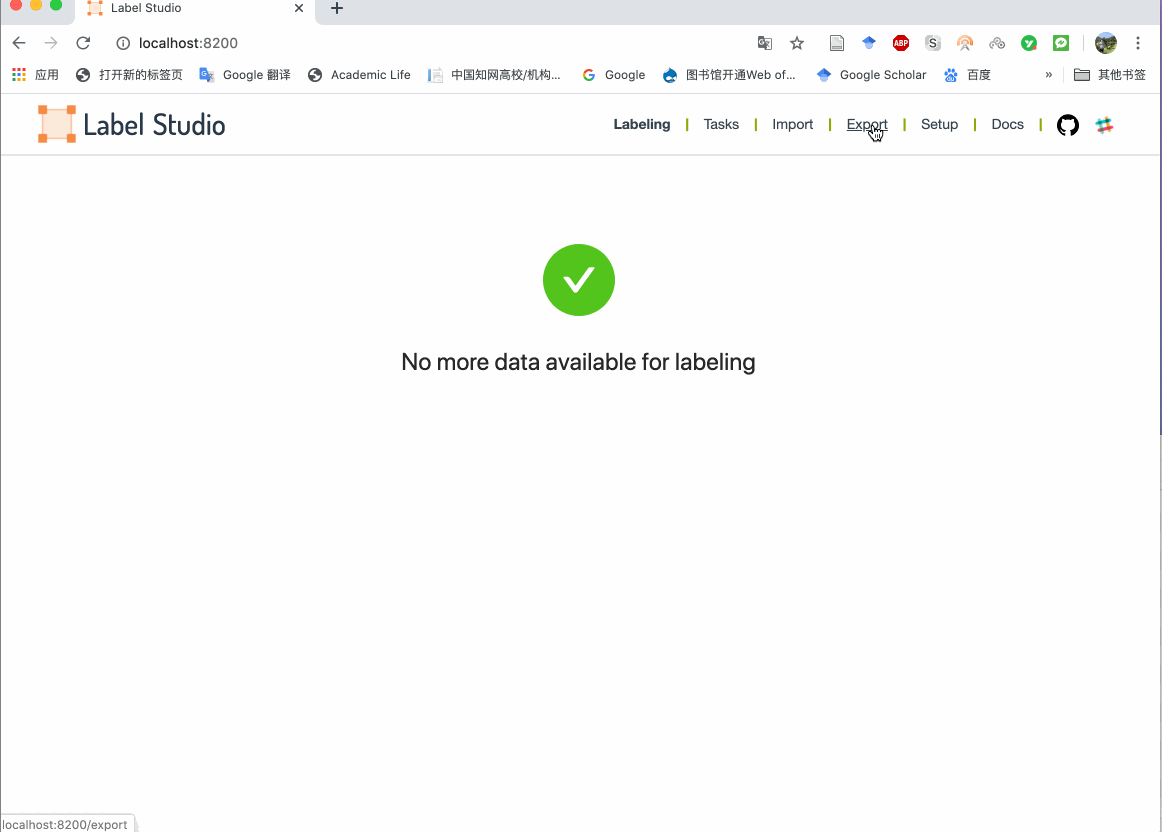 Label Studio
localhost:8200
ABP S
应用 打开新的标签页 Google 翻译 Academic Life 中国知网高校/机构... Google 图书馆开通Web of... Google Scholar 百度 » 其他书签
Label Studio Labeling | Tasks | Import | Export | Setup | Docs |
No more data available for labeling
localhost:8200/export